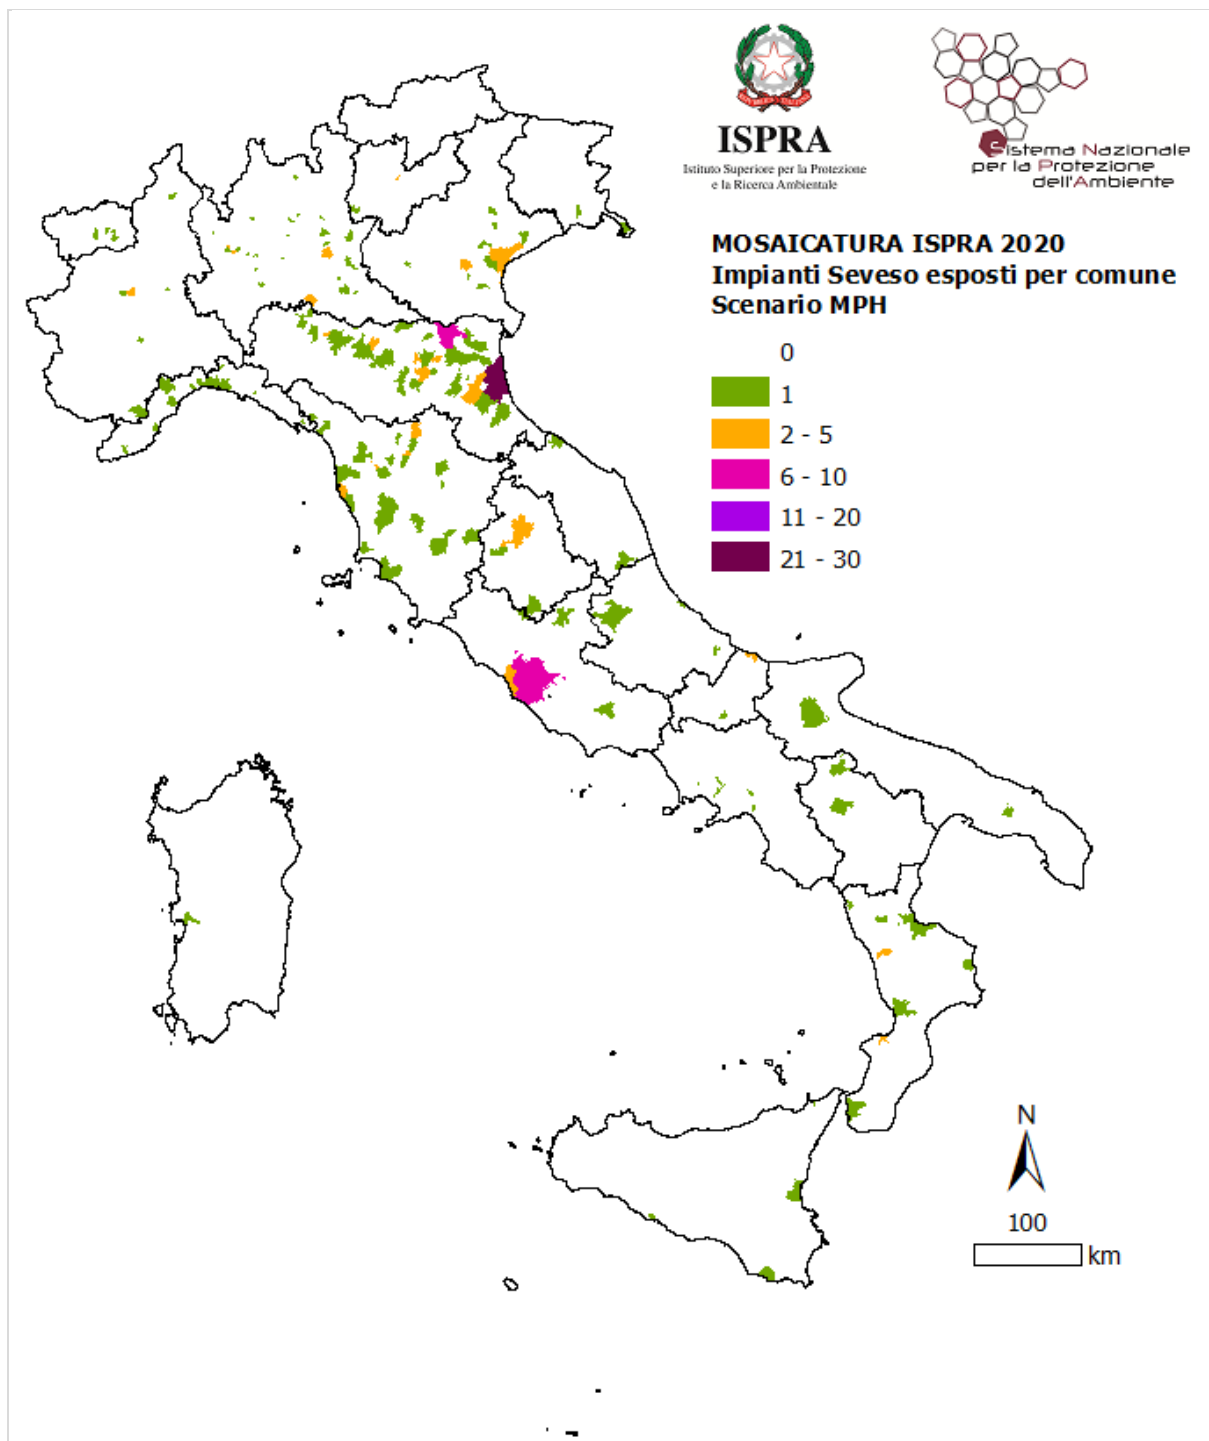 ISPRA
Istituto Superiore per la Protezione
e la Ricerca Ambientale
Sistema Nazionale
per la Protezione
dell'Ambiente
MOSAICATURA ISPRA 2020
Impianti Seveso esposti per comune
Scenario MPH
0
1
2 - 5
6 - 10
11 - 20
21 - 30
N
100
km